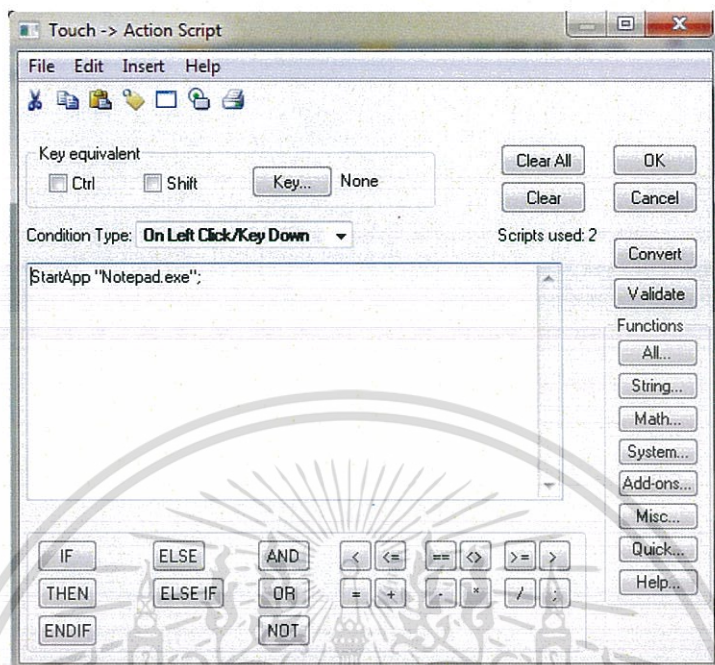 Touch -> Action Script
File Edit Insert Help
Key equivalent
Ctrl Shift Key... None
Clear All OK
Clear Cancel
Condition Type: On Left Click/Key Down Scripts used: 2
Convert
StartApp "Notepad.exe";
Validate
Functions
All...
String...
Math...
System...
Add-ons...
Misc...
Quick...
Help...
IF ELSE AND < <= == <> >= >
THEN ELSE IF OR = + - * / ;
ENDIF NOT